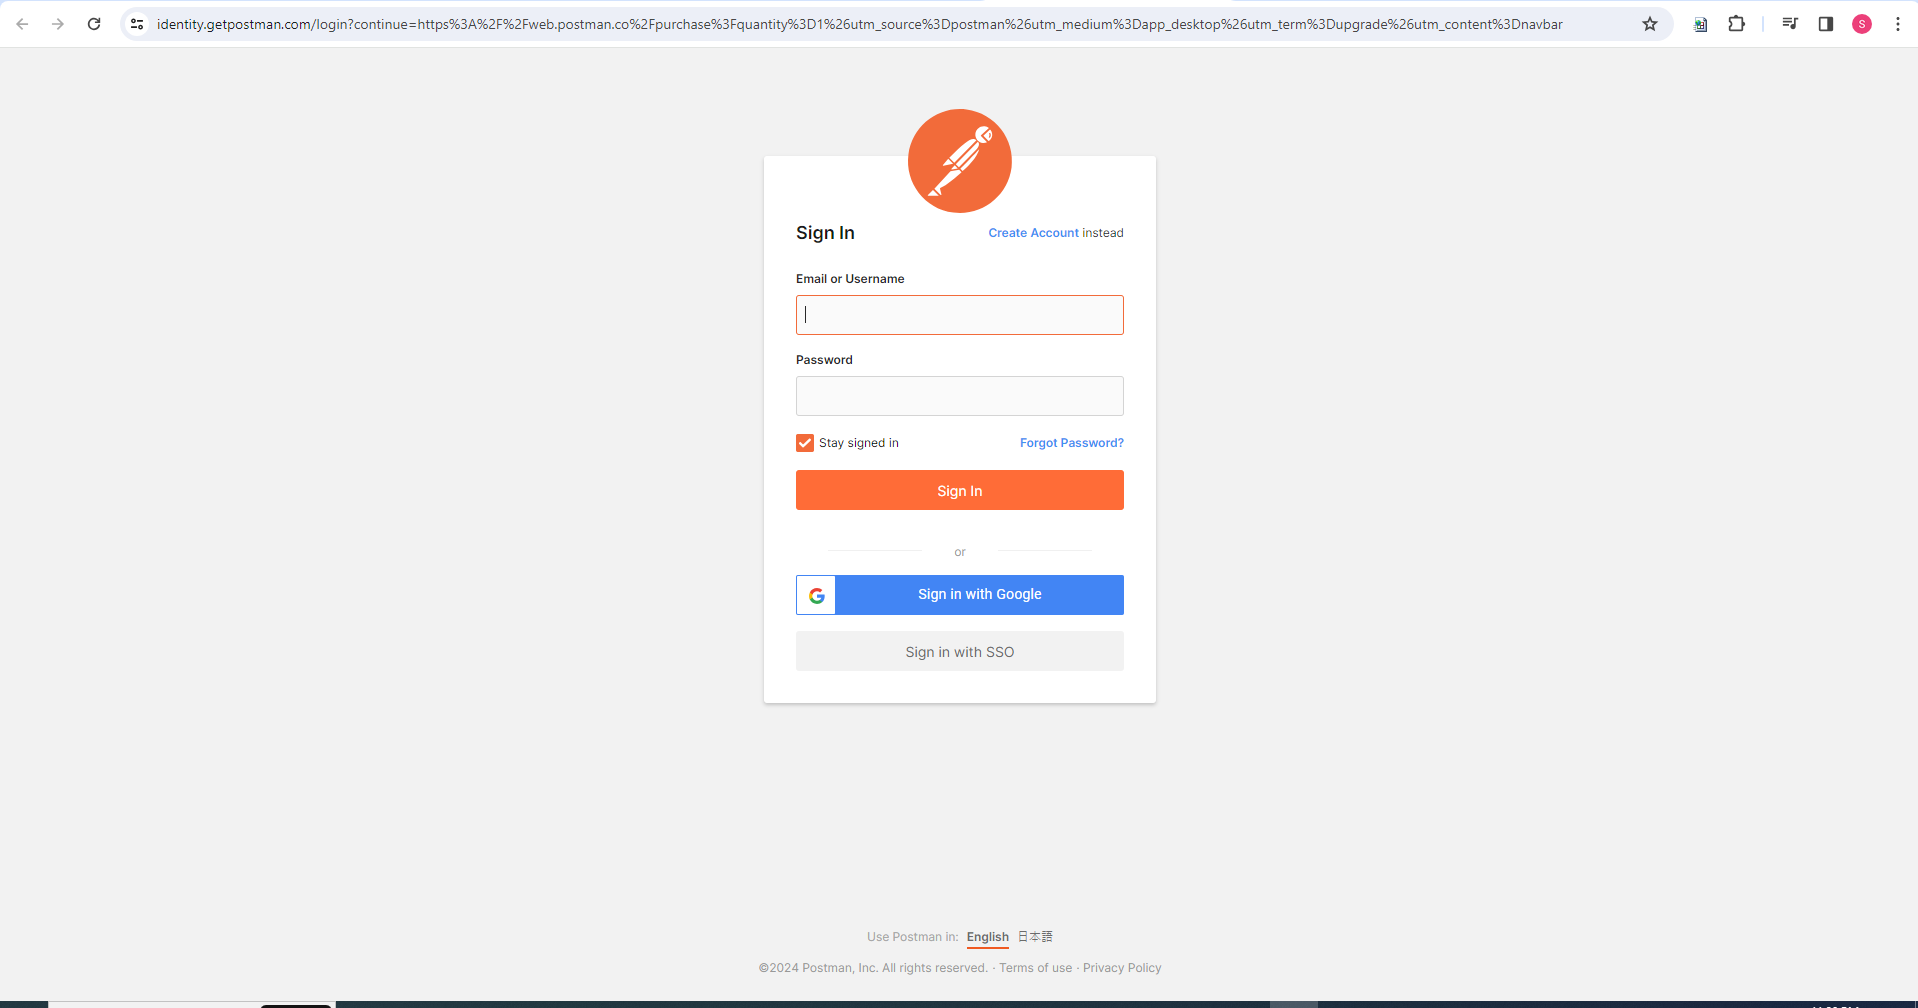 identity.getpostman.com/login?continue=https%3A%2F%2Fweb.postman.co%2Fpurchase%3Fquantity%3D1%26utm_source%3Dpostman%26utm_medium%3Dapp_desktop%26utm_term%3Dupgrade%26utm_content%3Dnavbar
S
Sign In
Create Account instead
Email or Username
Password
Stay signed in
Forgot Password?
Sign In
or
Sign in with Google
Sign in with SSO
Use Postman in: English 日本語
©2024 Postman, Inc. All rights reserved. · Terms of use · Privacy Policy